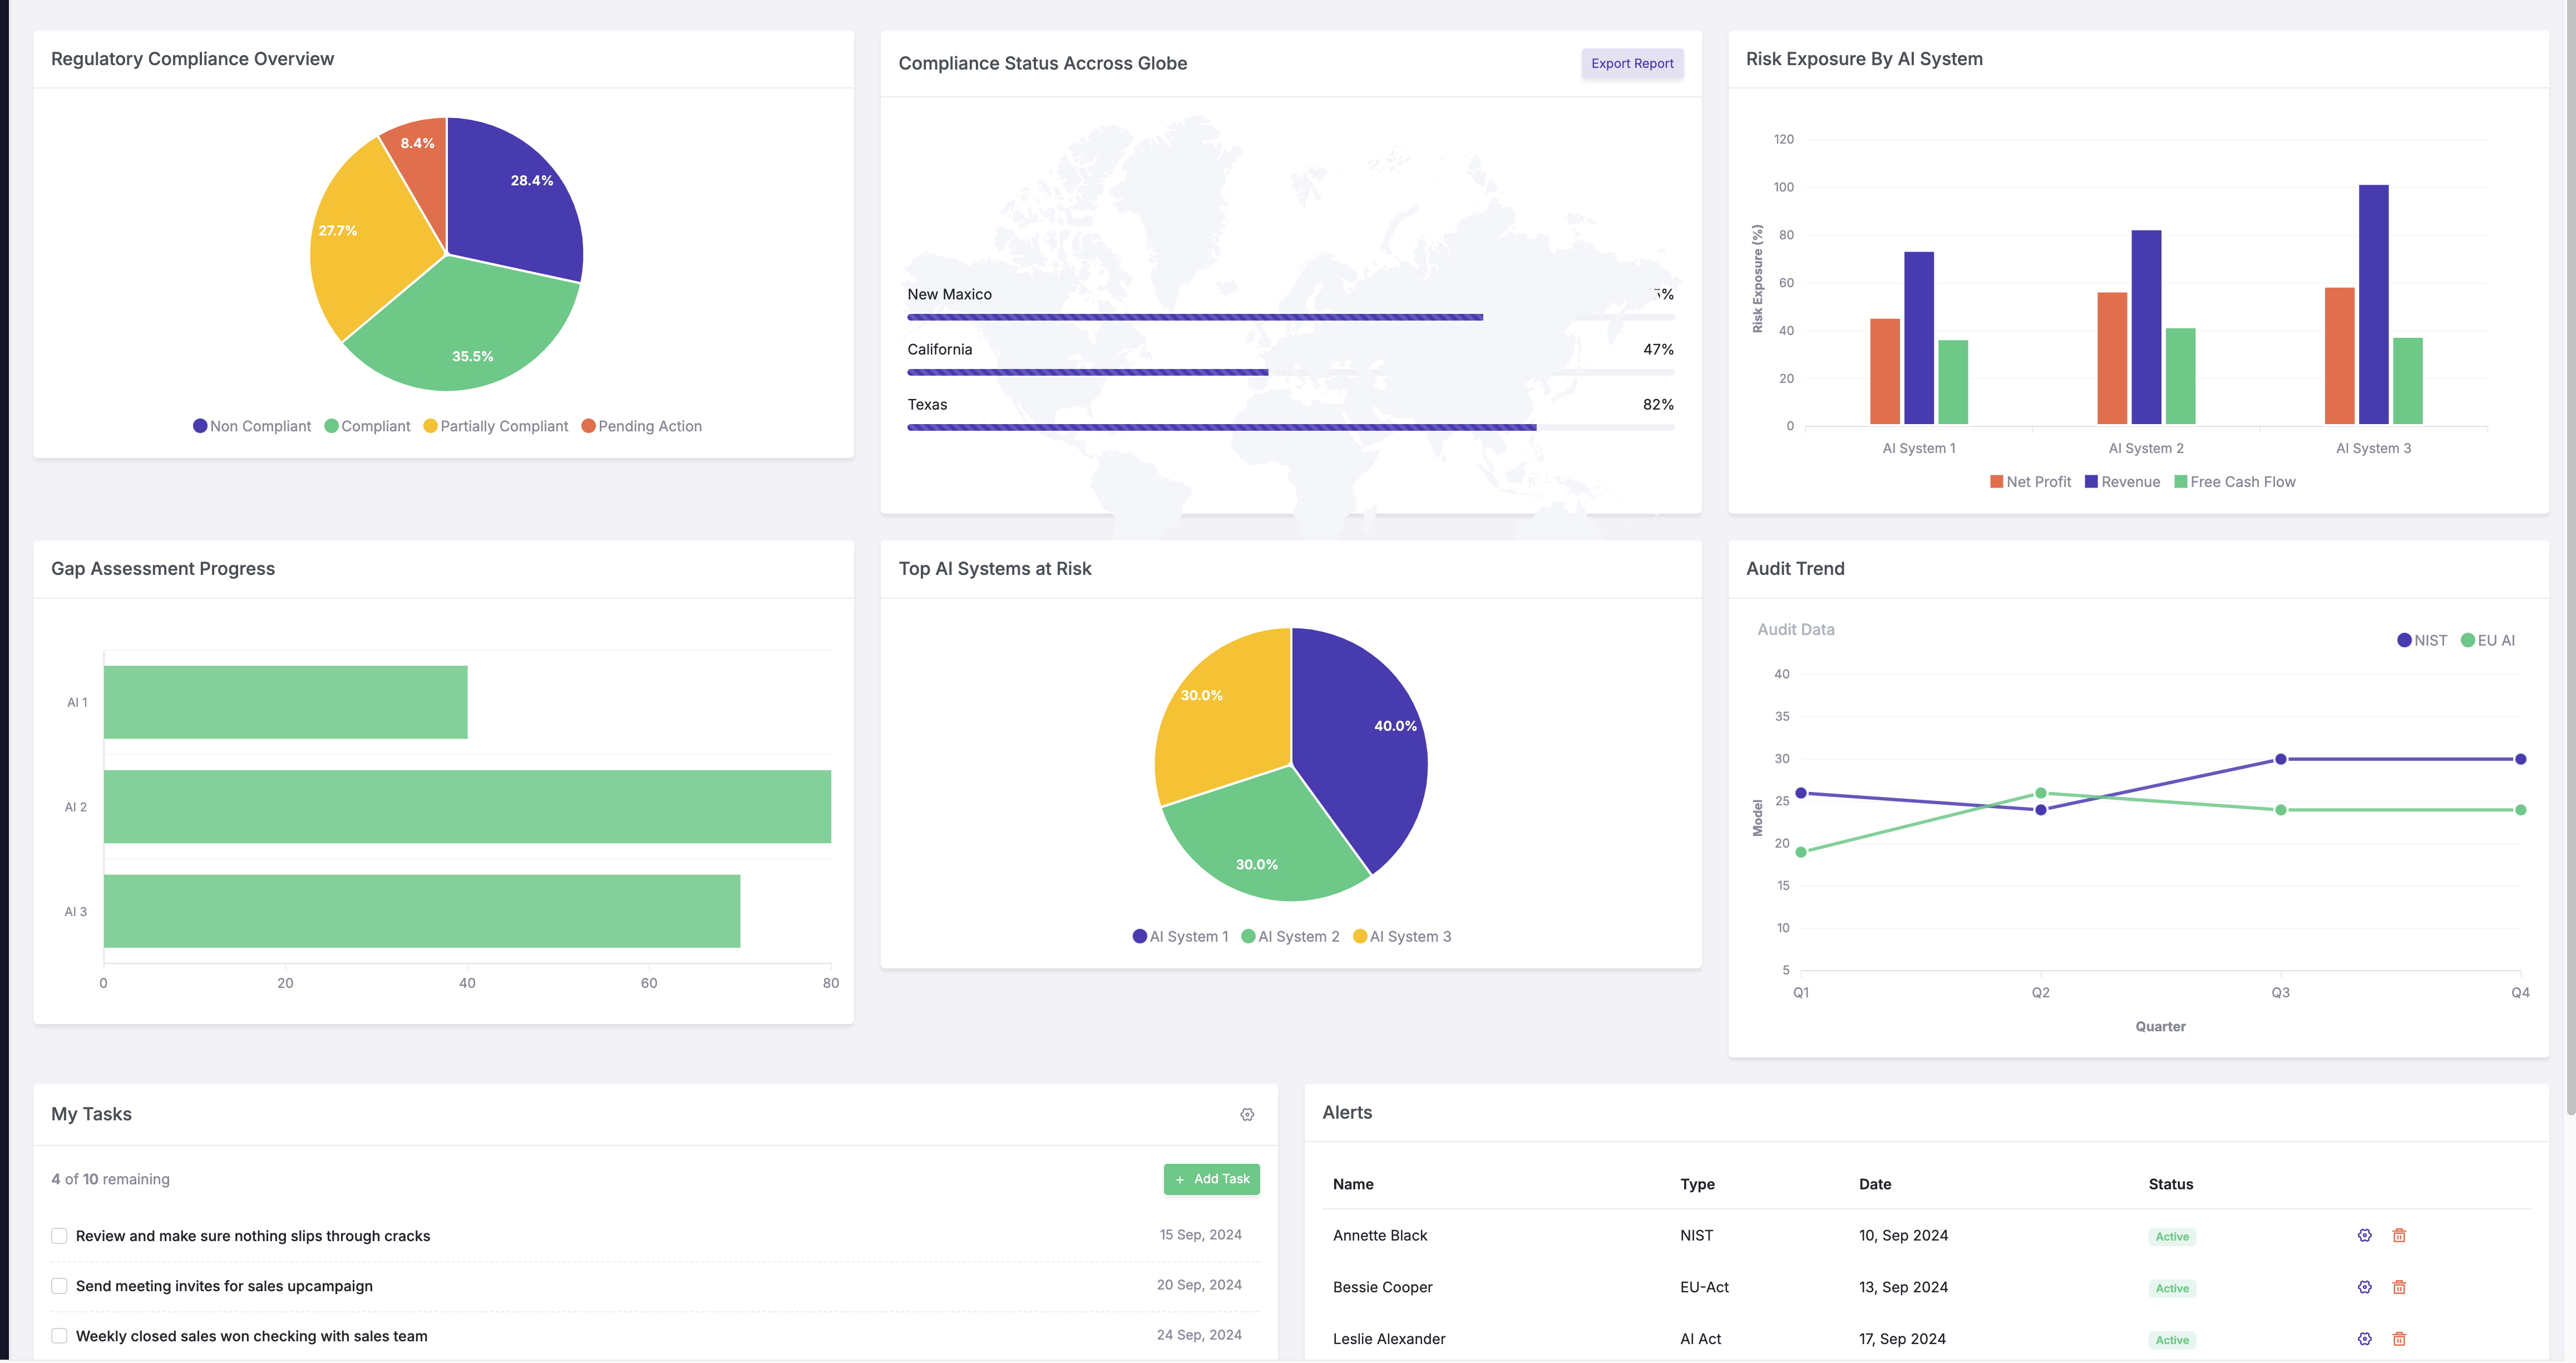 Regulatory Compliance Overview
8.4%
28.4%
27.7%
35.5%
Non Compliant Compliant Partially Compliant Pending Action
Compliance Status Accross Globe
Export Report
New Maxico
California 47%
Texas 82%
Risk Exposure By AI System
Risk Exposure (%)
120
100
80
60
40
20
0
AI System 1 AI System 2 AI System 3
Net Profit Revenue Free Cash Flow
Gap Assessment Progress
AI 1
AI 2
AI 3
0 20 40 60 80
Top AI Systems at Risk
30.0%
40.0%
30.0%
AI System 1 AI System 2 AI System 3
Audit Trend
Audit Data
NIST EU AI
Model
40
35
30
25
20
15
10
5
Q1 Q2 Q3 Q4
Quarter
My Tasks
4 of 10 remaining
+ Add Task
Review and make sure nothing slips through cracks 15 Sep, 2024
Send meeting invites for sales upcampaign 20 Sep, 2024
Weekly closed sales won checking with sales team 24 Sep, 2024
Alerts
Name Type Date Status
Annette Black NIST 10, Sep 2024 Active
Bessie Cooper EU-Act 13, Sep 2024 Active
Leslie Alexander AI Act 17, Sep 2024 Active